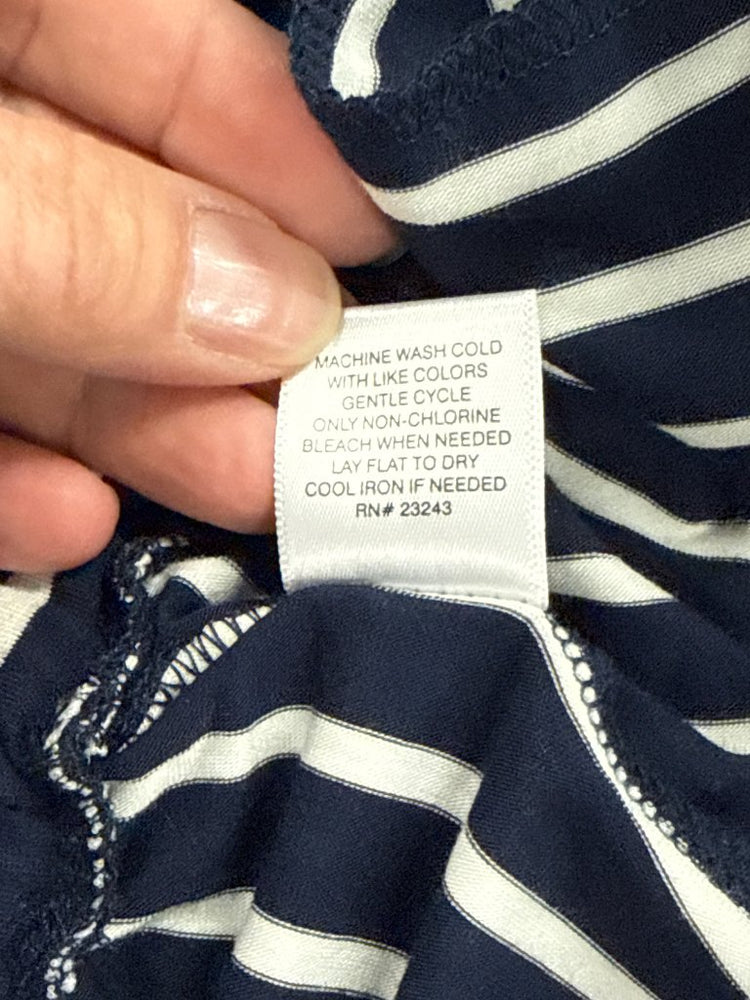 MACHINE WASH COLD
WITH LIKE COLORS
GENTLE CYCLE
ONLY NON-CHLORINE
BLEACH WHEN NEEDED
LAY FLAT TO DRY
COOL IRON IF NEEDED
RN# 23243